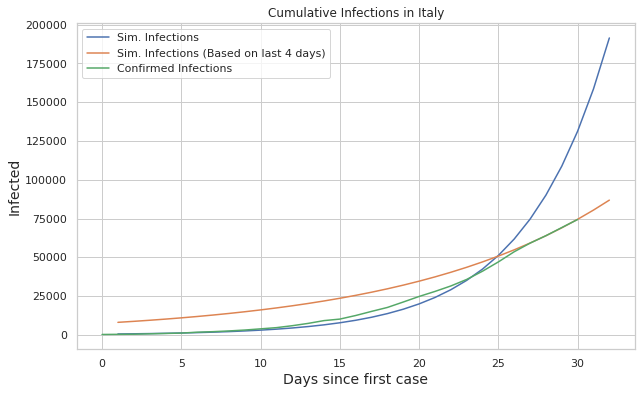 Cumulative Infections in Italy
Sim. Infections
Sim. Infections (Based on last 4 days)
Confirmed Infections
200000
175000
150000
125000
100000
75000
50000
25000
0
Infected
0 5 10 15 20 25 30
Days since first case